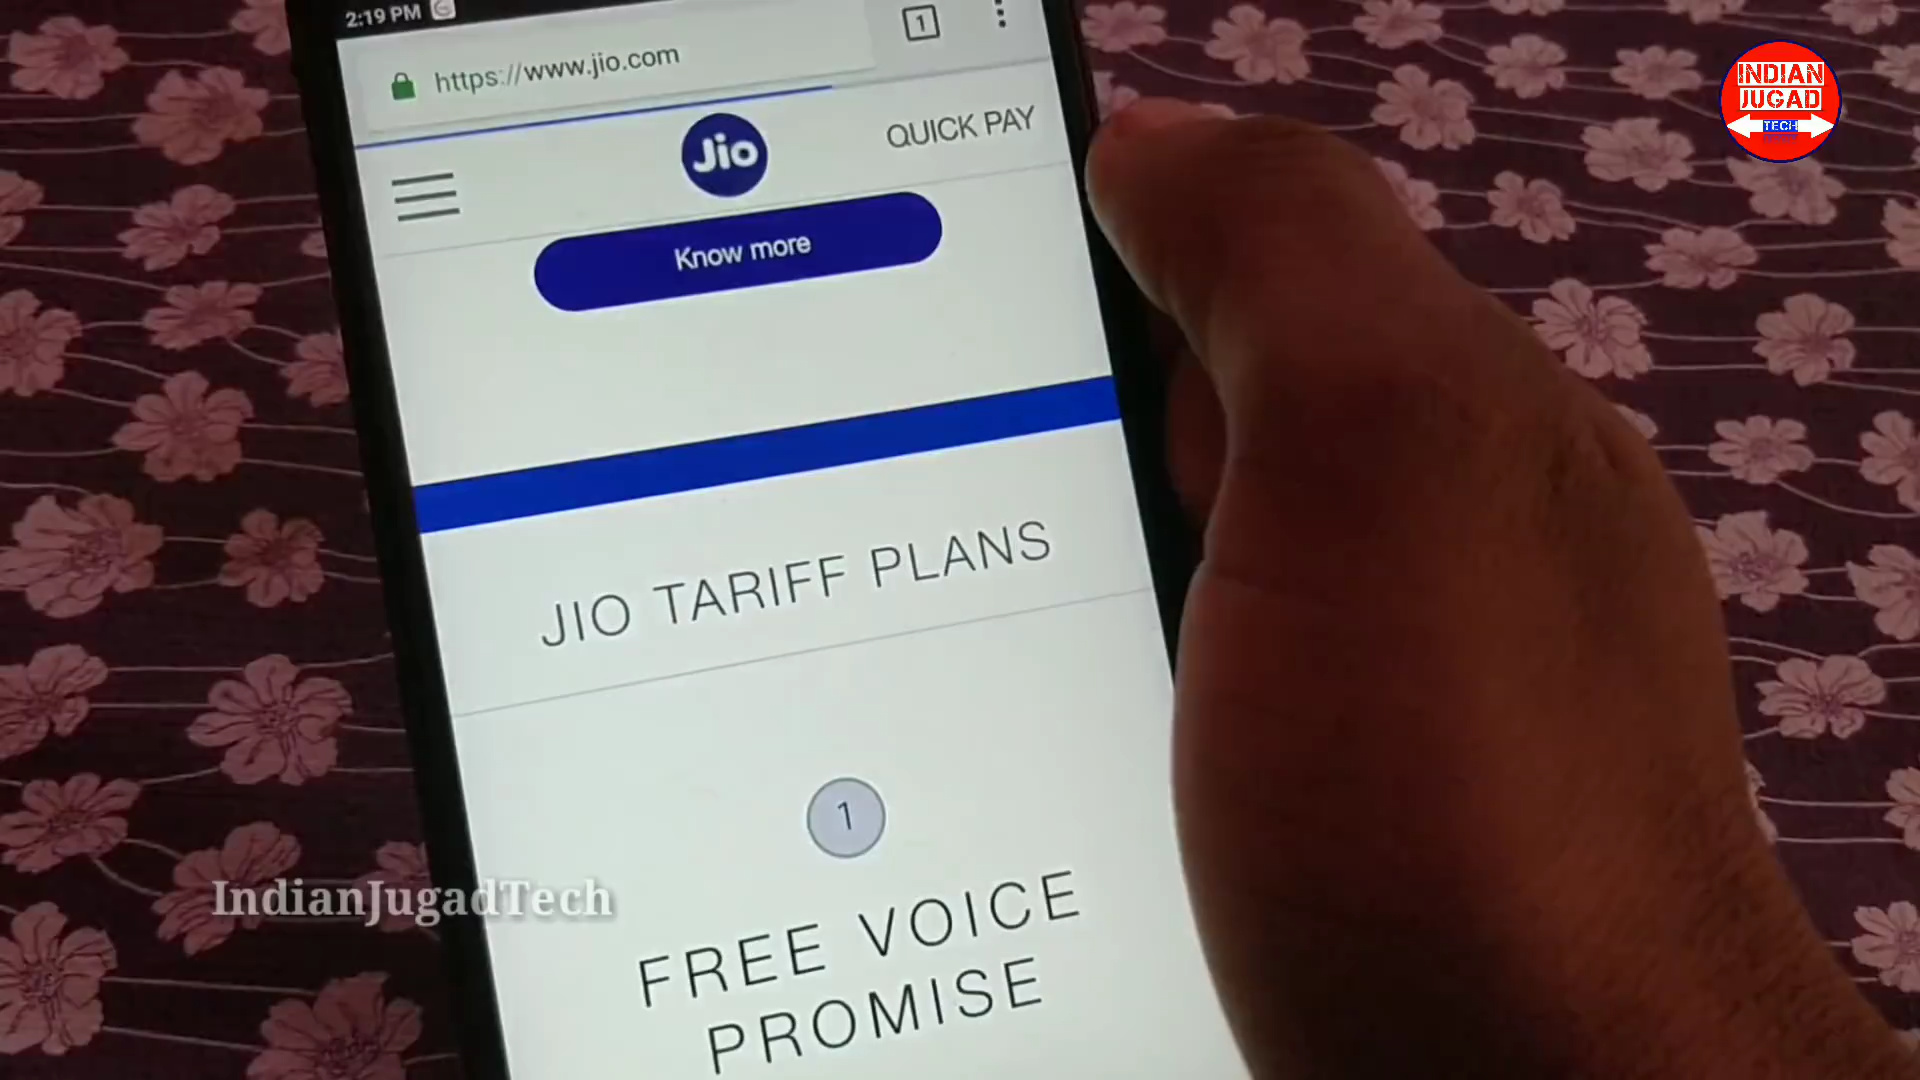 2:19 PM
https://www.jio.com
1
Jio
QUICK PAY
Know more
JIO TARIFF PLANS
1
FREE VOICE
PROMISE
INDIAN
JUGAD
TECH
IndianJugadTech